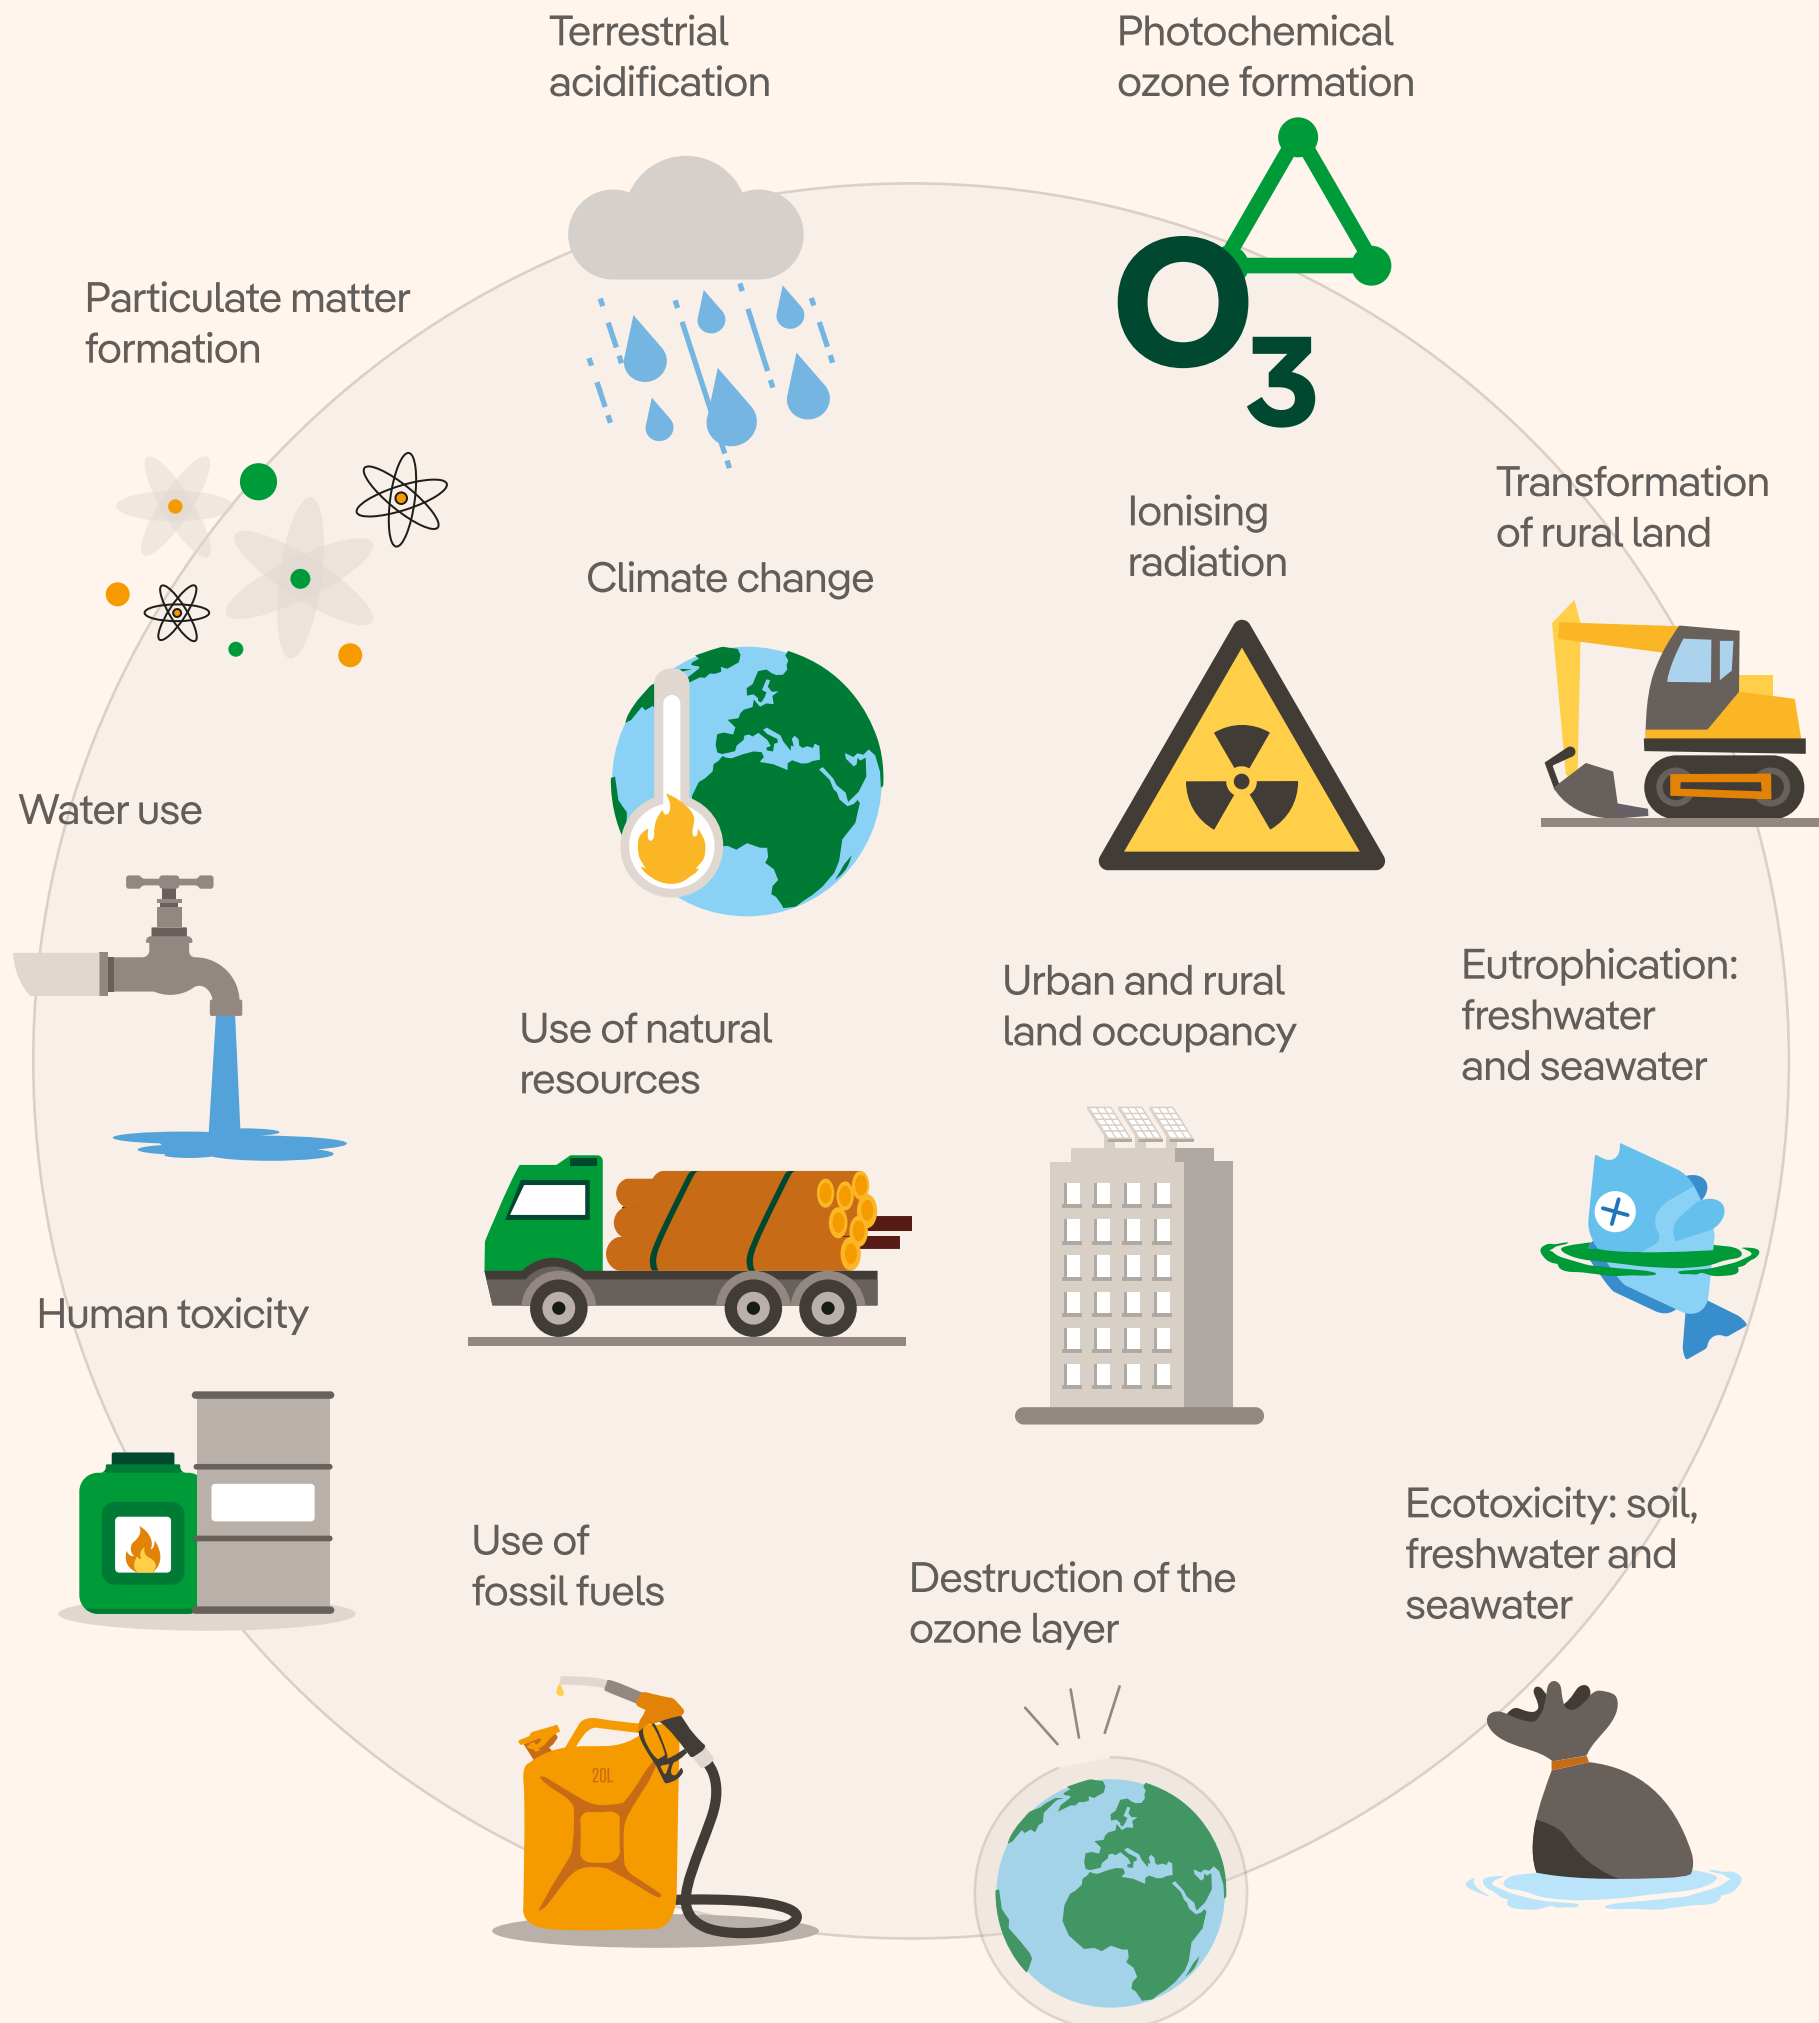 Terrestrial
acidification
Photochemical
ozone formation
O3
Particulate matter
formation
Transformation
of rural land
Ionising
radiation
Climate change
Water use
Eutrophication:
freshwater
and seawater
Urban and rural
land occupancy
Use of natural
resources
Human toxicity
Ecotoxicity: soil,
freshwater and
seawater
Use of
fossil fuels
Destruction of the
ozone layer
20L